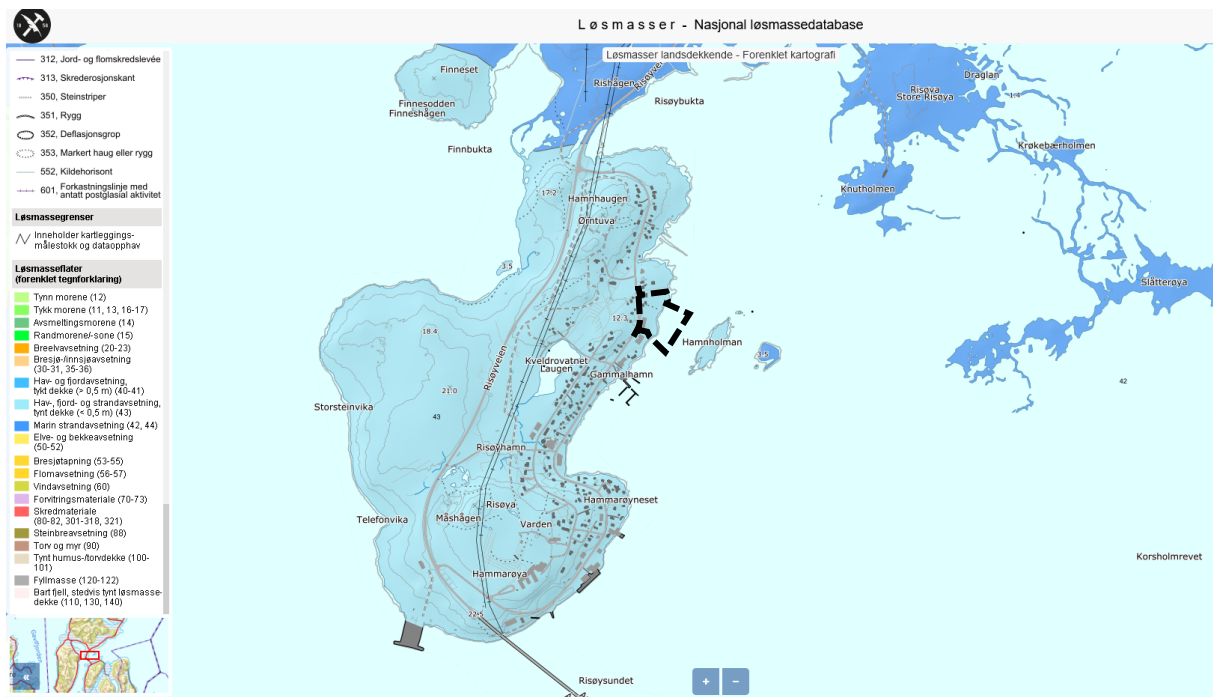 18 58
Løsmasser - Nasjonal løsmassedatabase
Løsmasser landsdekkende - Forenklet kartografi
312, Jord- og flomskredslevée
313, Skrederosjonskant
350, Steinstriper
351, Rygg
352, Deflasjonsgrop
353, Markert haug eller rygg
552, Kildehorisont
601, Forkastningslinje med
antatt postglasial aktivitet
Løsmassegrenser
Inneholder kartleggings-
målestokk og dataopphav
Løsmasseflater
(forenklet tegnforklaring)
Tynn morene (12)
Tykk morene (11, 13, 16-17)
Avsmeltingsmorene (14)
Randmorene/-sone (15)
Breelvavsetning (20-23)
Bresjø-/innsjøavsetning
(30-31, 35-36)
Hav- og fjordavsetning,
tykt dekke (> 0,5 m) (40-41)
Hav-, fjord- og strandavsetning,
tynt dekke (< 0,5 m) (43)
Marin strandavsetning (42, 44)
Elve- og bekkeavsetning
(50-52)
Bresjøtapning (53-55)
Flomavsetning (56-57)
Vindavsetning (60)
Forvitringsmateriale (70-73)
Skredmateriale
(80-82, 301-318, 321)
Steinbreavsetning (88)
Torv og myr (90)
Tynt humus-/torvdekke (100-
101)
Fyllmasse (120-122)
Bart fjell, stedvis tynt løsmasse-
dekke (110, 130, 140)
«
Finneset
Finnesodden
Finneshågen
Finnbukta
Rishagen
Risøyveien
Risøybukta
Draglan
Risøva
Store Risøya
1.4
Krøkebærholmen
Knutholmen
Slåtterøya
17.2
Hamnhaugen
Ørntuva
3.5
12.3
18.4
Hamnholman
3.5
Kveldrovatnet
Laugen
Gammalhamn
Risøyveien
21.0
42
Storsteinvika
43
Risøyhamn
Risøya
Hammarøyneset
Telefonvika
Måshågen
Varden
Korsholmrevet
Hammarøya
22.5
Risøysundet
+ −